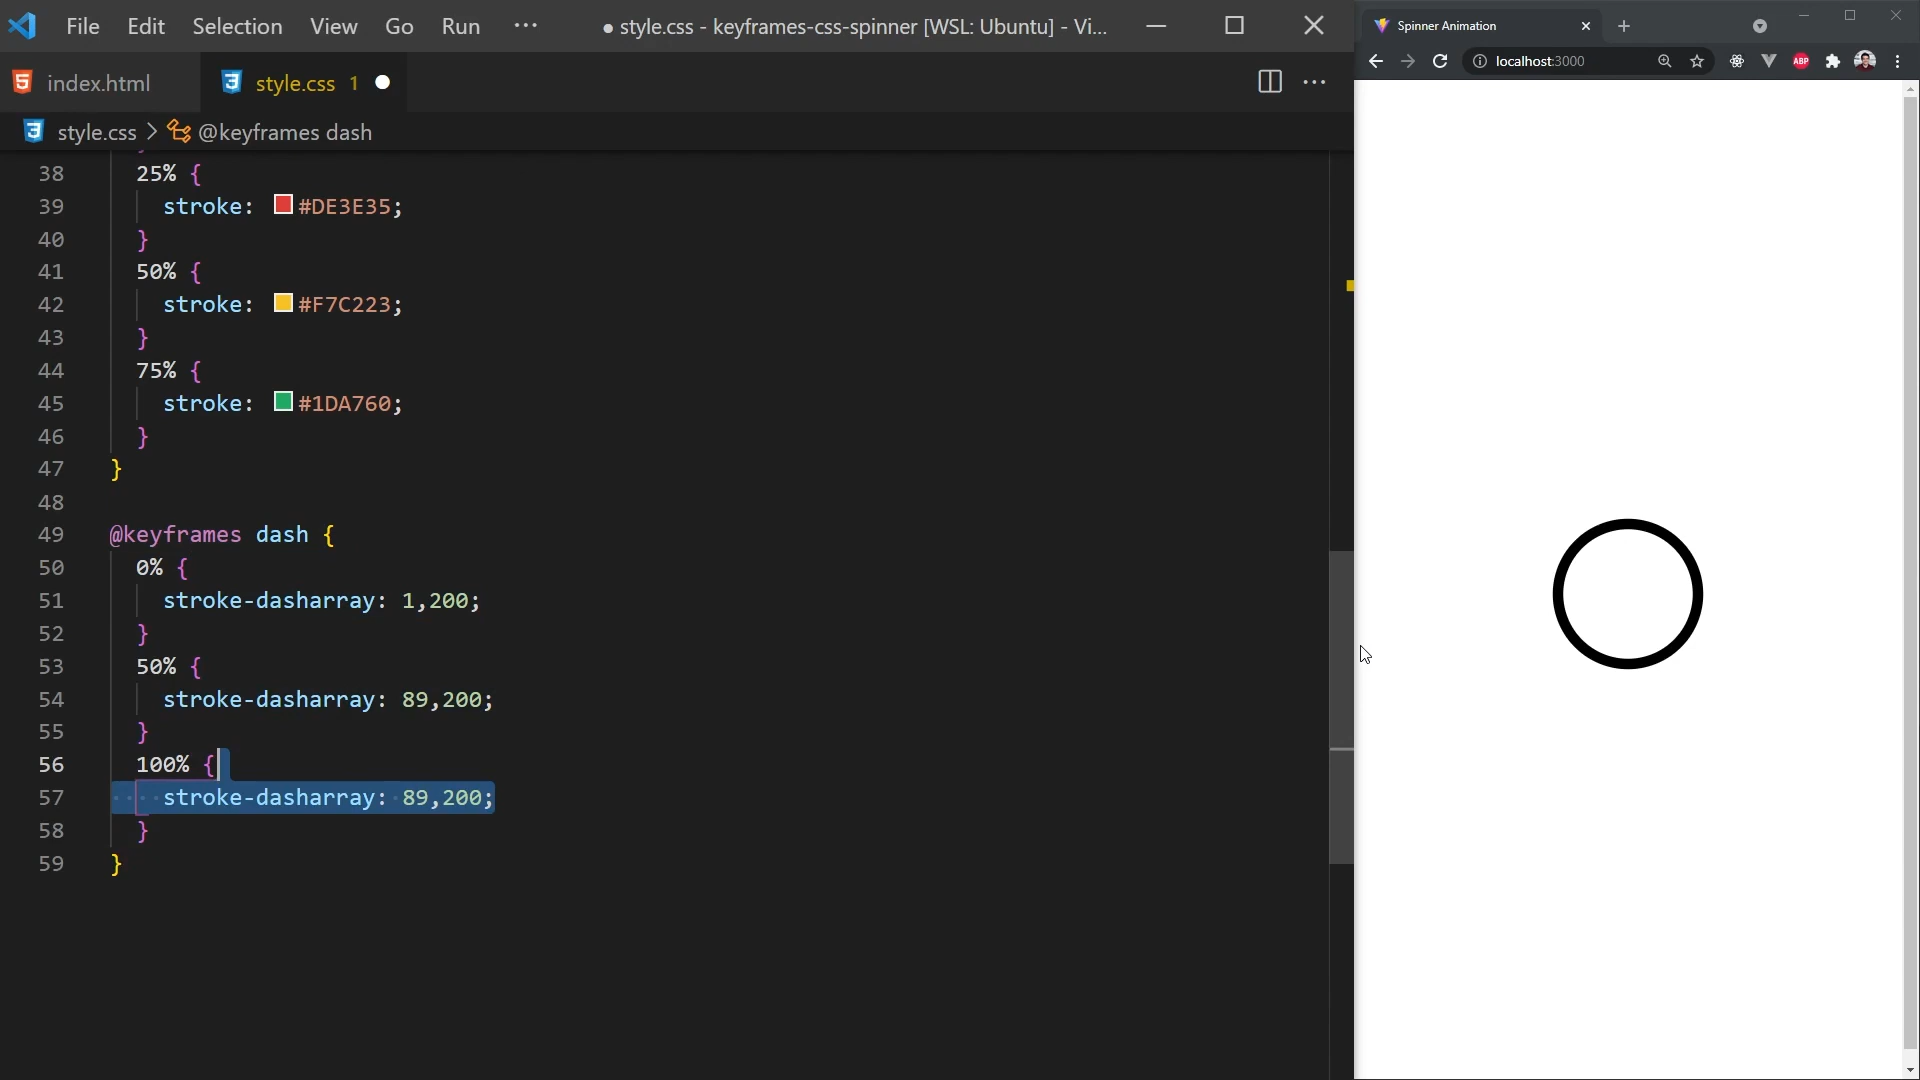 File Edit Selection View Go Run ···
● style.css - keyframes-css-spinner [WSL: Ubuntu] - Vi...
index.html
style.css 1 ●
style.css > @keyframes dash
38 25% {
39 stroke: #DE3E35;
40 }
41 50% {
42 stroke: #F7C223;
43 }
44 75% {
45 stroke: #1DA760;
46 }
47 }
48
49 @keyframes dash {
50 0% {
51 stroke-dasharray: 1,200;
52 }
53 50% {
54 stroke-dasharray: 89,200;
55 }
56 100% {
57 stroke-dasharray: 89,200;
58 }
59 }
Spinner Animation
localhost:3000
ABP